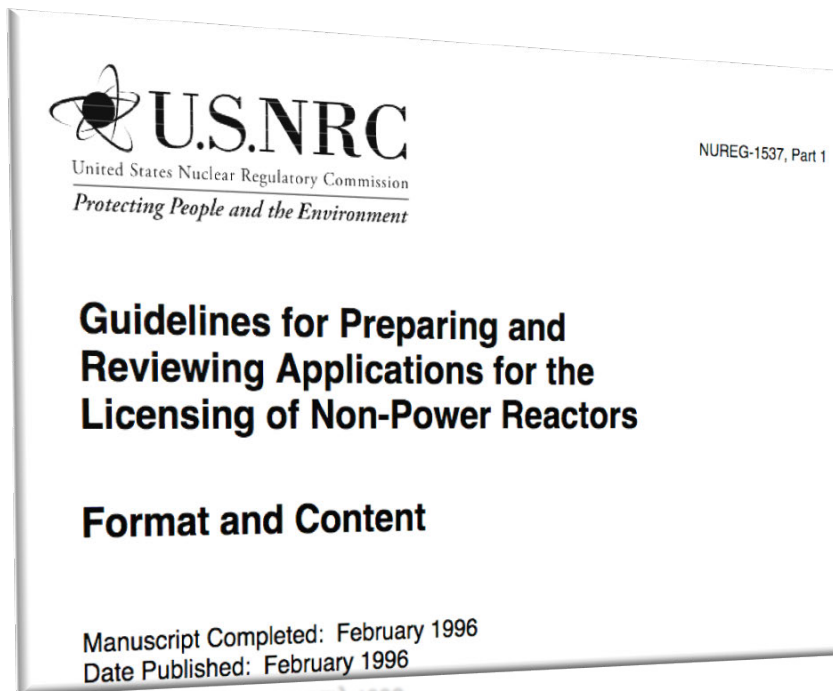 U.S.NRC
United States Nuclear Regulatory Commission
Protecting People and the Environment
NUREG-1537, Part 1
Guidelines for Preparing and
Reviewing Applications for the
Licensing of Non-Power Reactors
Format and Content
Manuscript Completed: February 1996
Date Published: February 1996